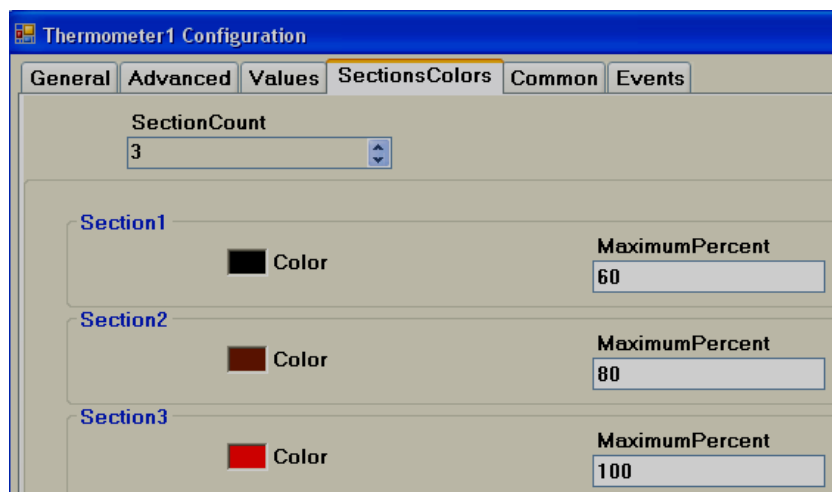 Thermometer1 Configuration
General Advanced Values SectionsColors Common Events
SectionCount
3
Section1
Color
MaximumPercent
60
Section2
Color
MaximumPercent
80
Section3
Color
MaximumPercent
100